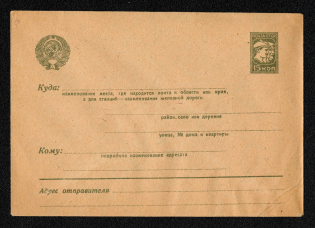 15 коп
Куда:
наименование места, где находится почта и области или края,
а для станций — наименование железной дороги
район, село или деревня
улица, № дома и квартиры
Кому:
подробное наименование адресата
Адрес отправителя